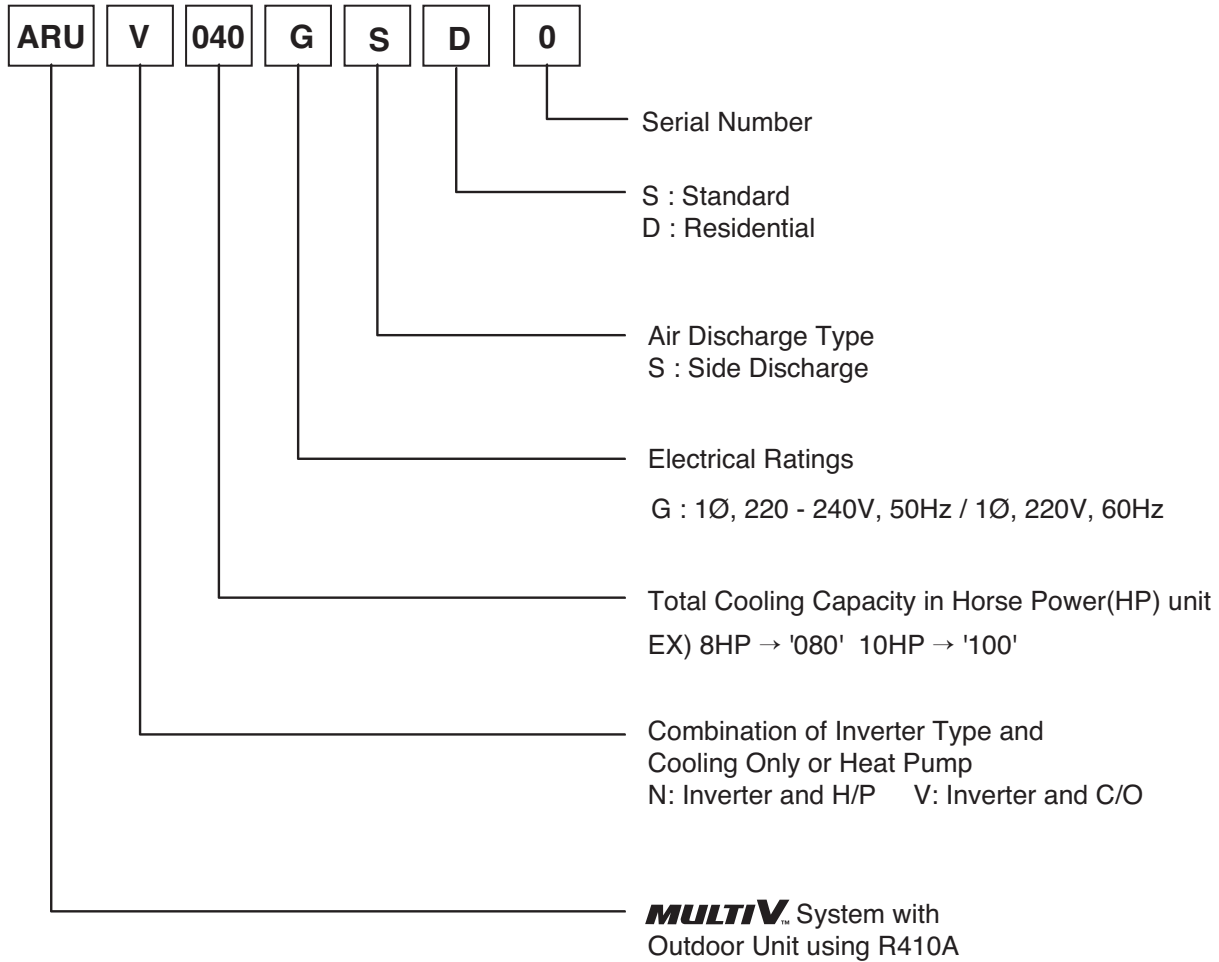 ARU V 040 G S D 0
Serial Number
S : Standard
D : Residential
Air Discharge Type
S : Side Discharge
Electrical Ratings
G : 1Ø, 220 - 240V, 50Hz / 1Ø, 220V, 60Hz
Total Cooling Capacity in Horse Power(HP) unit
EX) 8HP → '080' 10HP → '100'
Combination of Inverter Type and
Cooling Only or Heat Pump
N: Inverter and H/P V: Inverter and C/O
MULTI V™ System with
Outdoor Unit using R410A